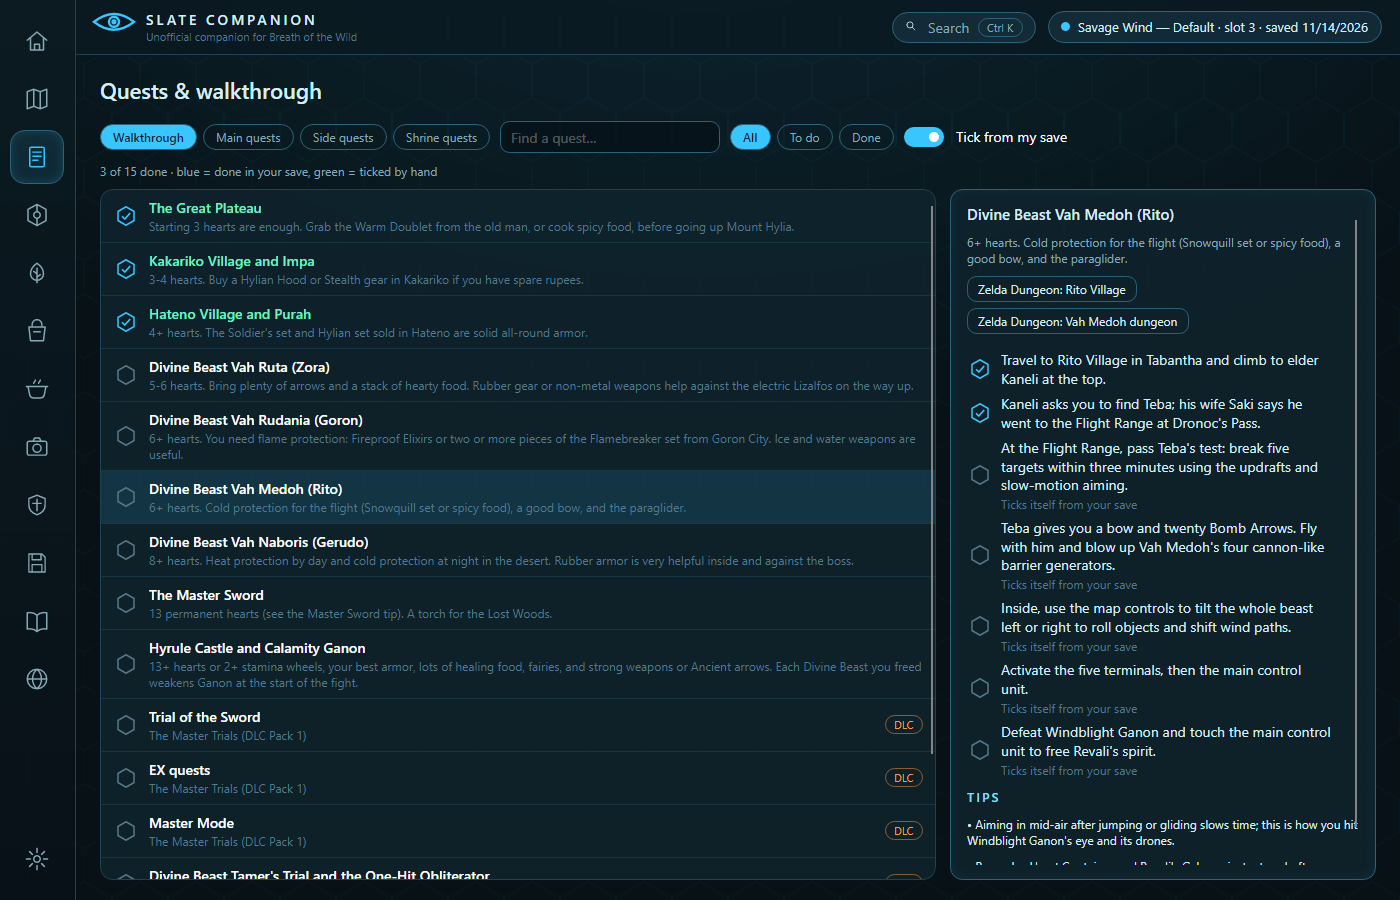 SLATE COMPANION
Unofficial companion for Breath of the Wild
Search Ctrl K
Savage Wind — Default · slot 3 · saved 11/14/2026
Quests & walkthrough
Walkthrough Main quests Side quests Shrine quests Find a quest... All To do Done Tick from my save
3 of 15 done · blue = done in your save, green = ticked by hand
The Great Plateau
Starting 3 hearts are enough. Grab the Warm Doublet from the old man, or cook spicy food, before going up Mount Hylia.
Kakariko Village and Impa
3-4 hearts. Buy a Hylian Hood or Stealth gear in Kakariko if you have spare rupees.
Hateno Village and Purah
4+ hearts. The Soldier's set and Hylian set sold in Hateno are solid all-round armor.
Divine Beast Vah Ruta (Zora)
5-6 hearts. Bring plenty of arrows and a stack of hearty food. Rubber gear or non-metal weapons help against the electric Lizalfos on the way up.
Divine Beast Vah Rudania (Goron)
6+ hearts. You need flame protection: Fireproof Elixirs or two or more pieces of the Flamebreaker set from Goron City. Ice and water weapons are
useful.
Divine Beast Vah Medoh (Rito)
6+ hearts. Cold protection for the flight (Snowquill set or spicy food), a good bow, and the paraglider.
Divine Beast Vah Naboris (Gerudo)
8+ hearts. Heat protection by day and cold protection at night in the desert. Rubber armor is very helpful inside and against the boss.
The Master Sword
13 permanent hearts (see the Master Sword tip). A torch for the Lost Woods.
Hyrule Castle and Calamity Ganon
13+ hearts or 2+ stamina wheels, your best armor, lots of healing food, fairies, and strong weapons or Ancient arrows. Each Divine Beast you freed
weakens Ganon at the start of the fight.
Trial of the Sword
The Master Trials (DLC Pack 1)
DLC
EX quests
The Master Trials (DLC Pack 1)
DLC
Master Mode
The Master Trials (DLC Pack 1)
DLC
Divine Beast Tamer's Trial and the One-Hit Obliterator
Divine Beast Vah Medoh (Rito)
6+ hearts. Cold protection for the flight (Snowquill set or spicy food), a
good bow, and the paraglider.
Zelda Dungeon: Rito Village
Zelda Dungeon: Vah Medoh dungeon
Travel to Rito Village in Tabantha and climb to elder
Kaneli at the top.
Kaneli asks you to find Teba; his wife Saki says he
went to the Flight Range at Dronoc's Pass.
At the Flight Range, pass Teba's test: break five
targets within three minutes using the updrafts and
slow-motion aiming.
Ticks itself from your save
Teba gives you a bow and twenty Bomb Arrows. Fly
with him and blow up Vah Medoh's four cannon-like
barrier generators.
Ticks itself from your save
Inside, use the map controls to tilt the whole beast
left or right to roll objects and shift wind paths.
Ticks itself from your save
Activate the five terminals, then the main control
unit.
Ticks itself from your save
Defeat Windblight Ganon and touch the main control
unit to free Revali's spirit.
Ticks itself from your save
TIPS
• Aiming in mid-air after jumping or gliding slows time; this is how you hit
Windblight Ganon's eye and its drones.